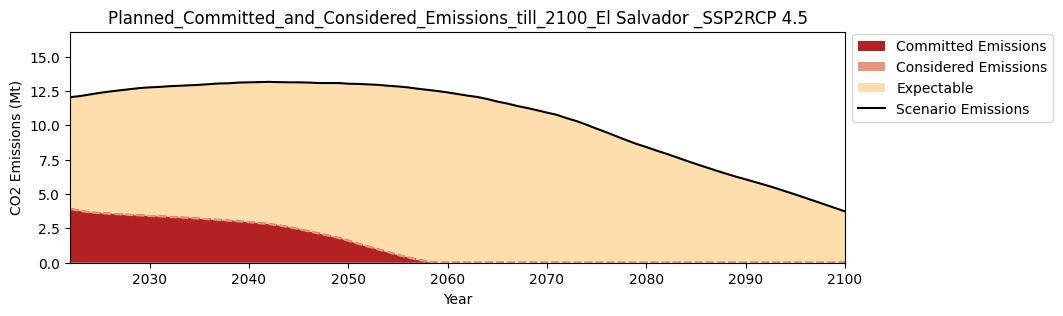 Planned_Committed_and_Considered_Emissions_till_2100_El Salvador _SSP2RCP 4.5
CO2 Emissions (Mt)
15.0
12.5
10.0
7.5
5.0
2.5
0.0
2030 2040 2050 2060 2070 2080 2090 2100
Year
Committed Emissions
Considered Emissions
Expectable
Scenario Emissions